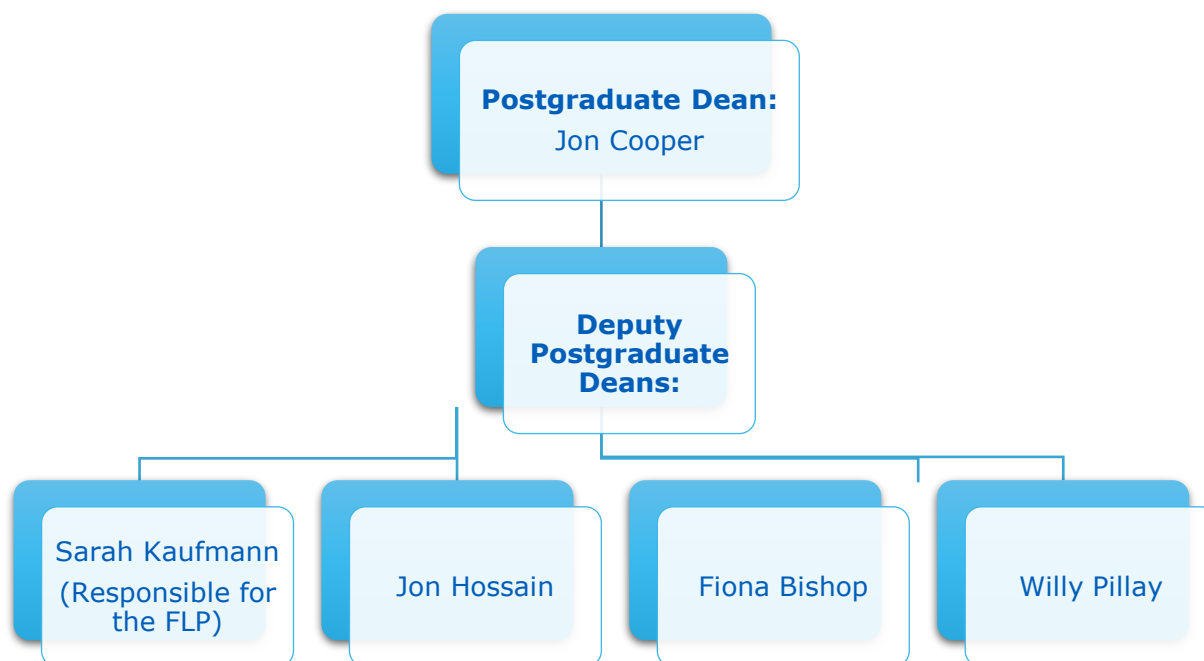 Postgraduate Dean:
Jon Cooper
Deputy
Postgraduate
Deans:
Sarah Kaufmann
(Responsible for
the FLP)
Jon Hossain
Fiona Bishop
Willy Pillay